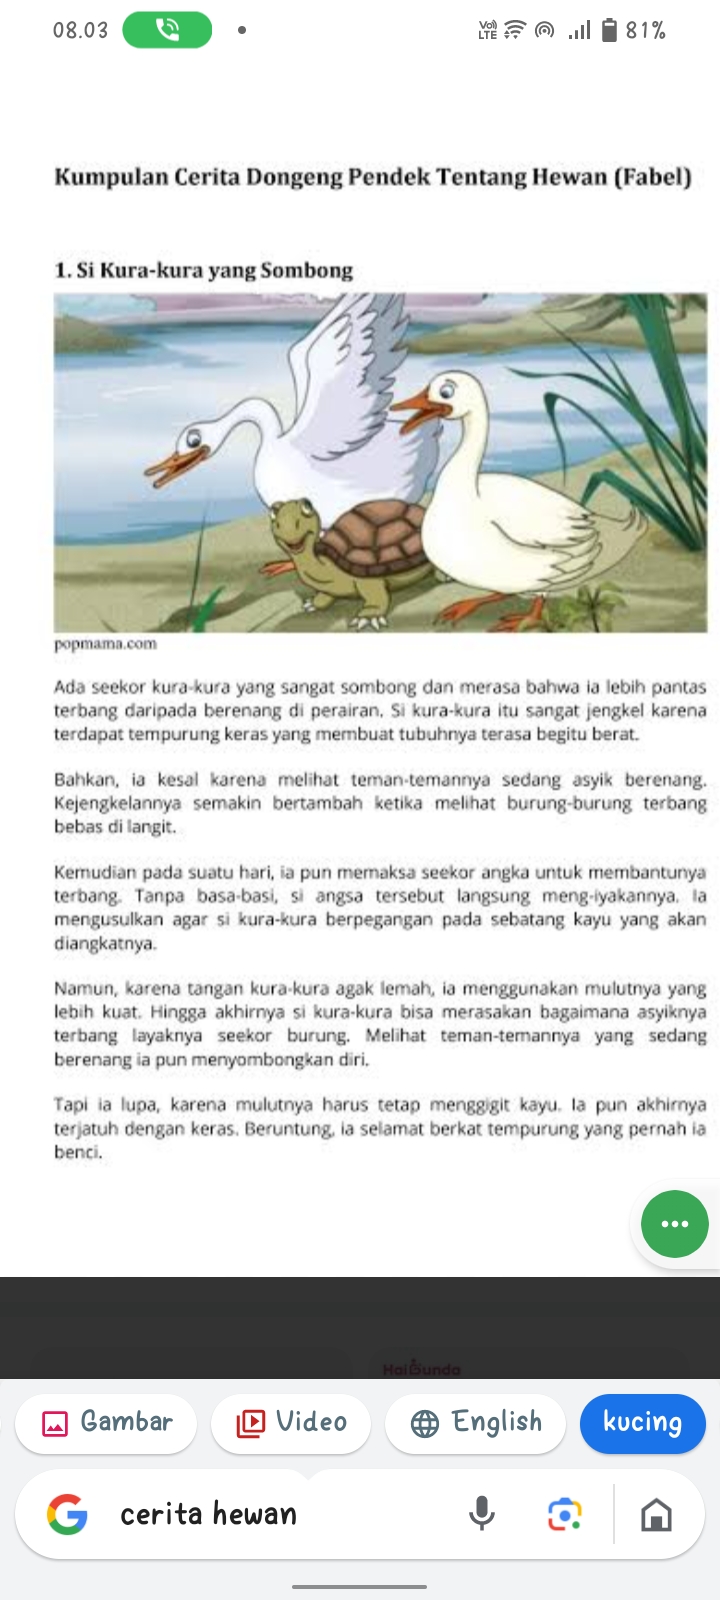 08.03
Vo)) LTE 81%
Kumpulan Cerita Dongeng Pendek Tentang Hewan (Fabel)
1. Si Kura-kura yang Sombong
popmama.com
Ada seekor kura-kura yang sangat sombong dan merasa bahwa ia lebih pantas
terbang daripada berenang di perairan. Si kura-kura itu sangat jengkel karena
terdapat tempurung keras yang membuat tubuhnya terasa begitu berat.
Bahkan, ia kesal karena melihat teman-temannya sedang asyik berenang.
Kejengkelannya semakin bertambah ketika melihat burung-burung terbang
bebas di langit.
Kemudian pada suatu hari, ia pun memaksa seekor angka untuk membantunya
terbang. Tanpa basa-basi, si angsa tersebut langsung meng-iyakannya. Ia
mengusulkan agar si kura-kura berpegangan pada sebatang kayu yang akan
diangkatnya.
Namun, karena tangan kura-kura agak lemah, ia menggunakan mulutnya yang
lebih kuat. Hingga akhirnya si kura-kura bisa merasakan bagaimana asyiknya
terbang layaknya seekor burung. Melihat teman-temannya yang sedang
berenang ia pun menyombongkan diri.
Tapi ia lupa, karena mulutnya harus tetap menggigit kayu. Ia pun akhirnya
terjatuh dengan keras. Beruntung, ia selamat berkat tempurung yang pernah ia
benci.
HaiBunda
Gambar Video English kucing
cerita hewan